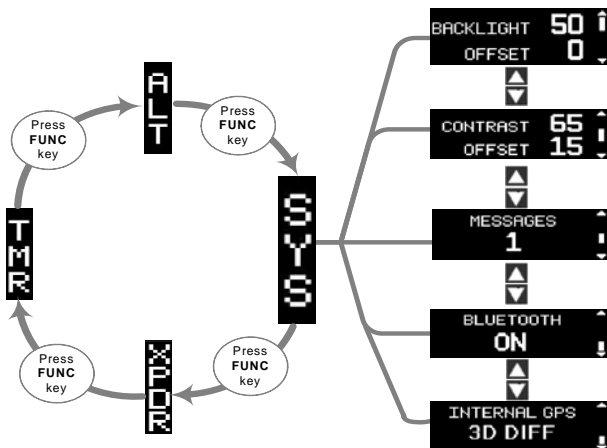 ALT
Press
FUNC
key
Press
FUNC
key
SYS
TMR
Press
FUNC
key
Press
FUNC
key
XPDR
BACKLIGHT 50
OFFSET 0
CONTRAST 65
OFFSET 15
MESSAGES
1
BLUETOOTH
ON
INTERNAL GPS
3D DIFF